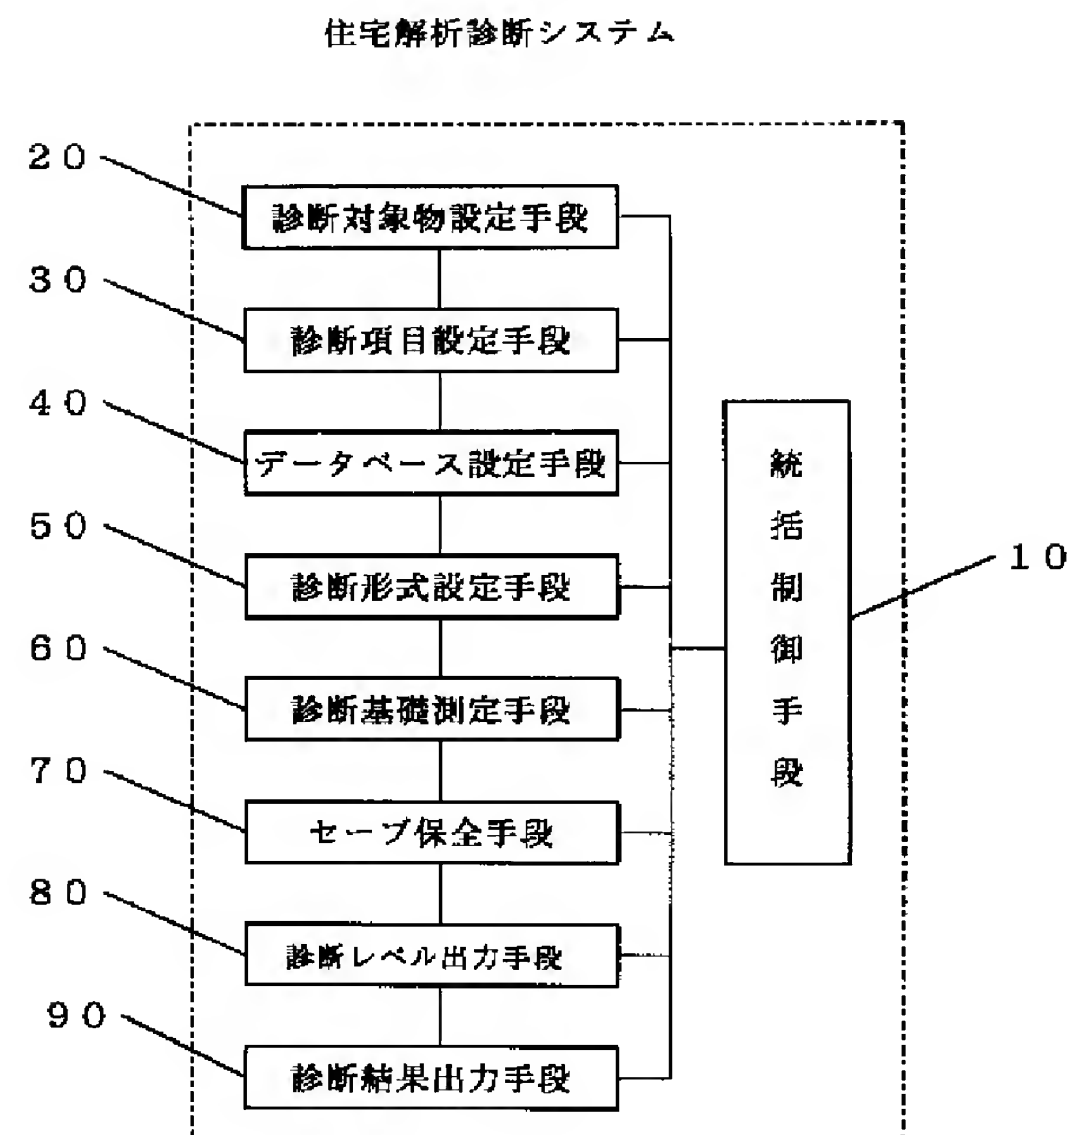 住宅解析診断システム
20
診断対象物設定手段
30
診断項目設定手段
40
データベース設定手段
50
診断形式設定手段
60
診断基礎測定手段
70
セーブ保全手段
80
診断レベル出力手段
90
診断結果出力手段
統括制御手段
10